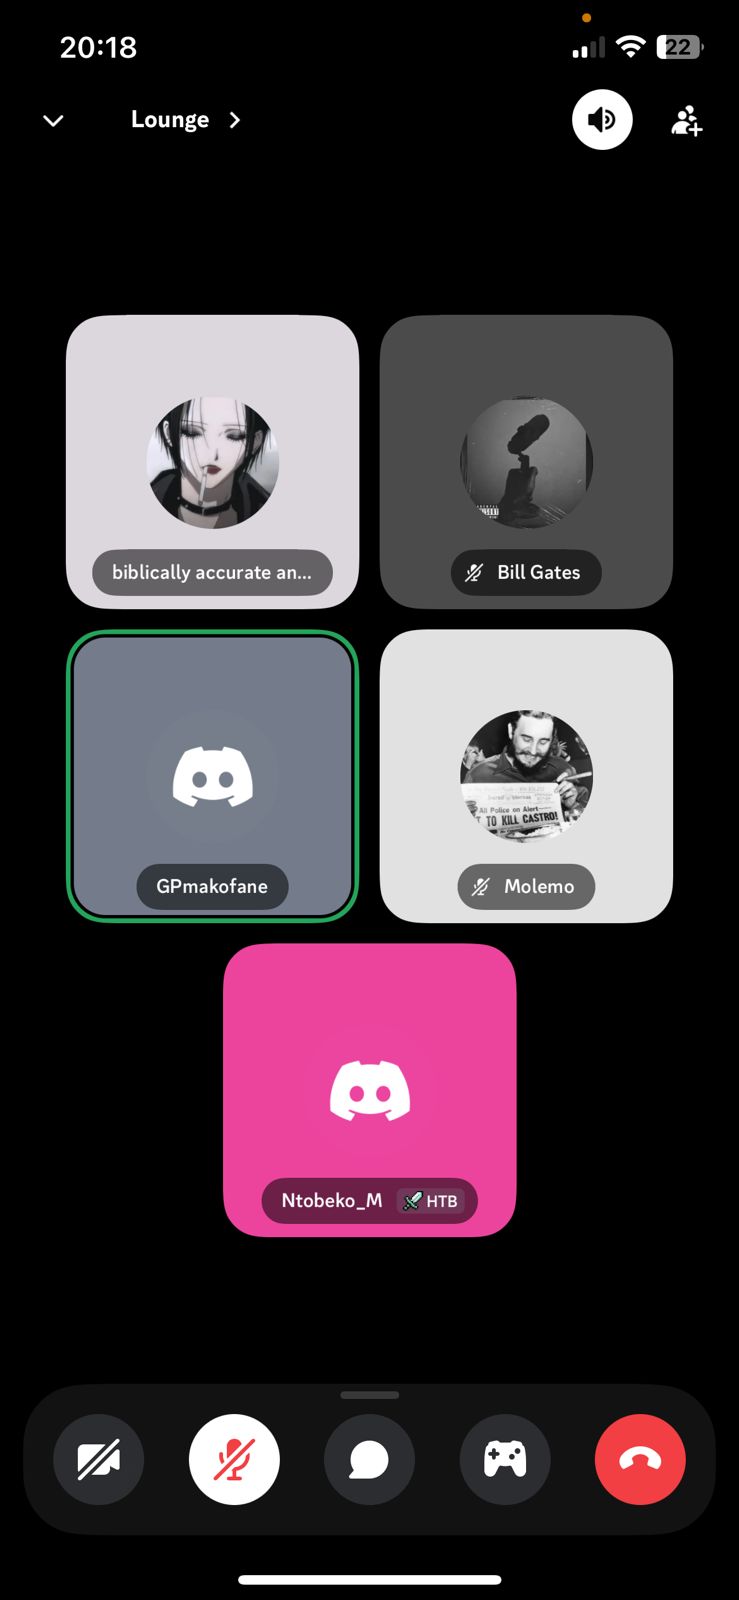 20:18
22
Lounge
biblically accurate an...
Bill Gates
GPmakofane
All Police on Alert—
T TO KILL CASTRO!
Molemo
Ntobeko_M HTB